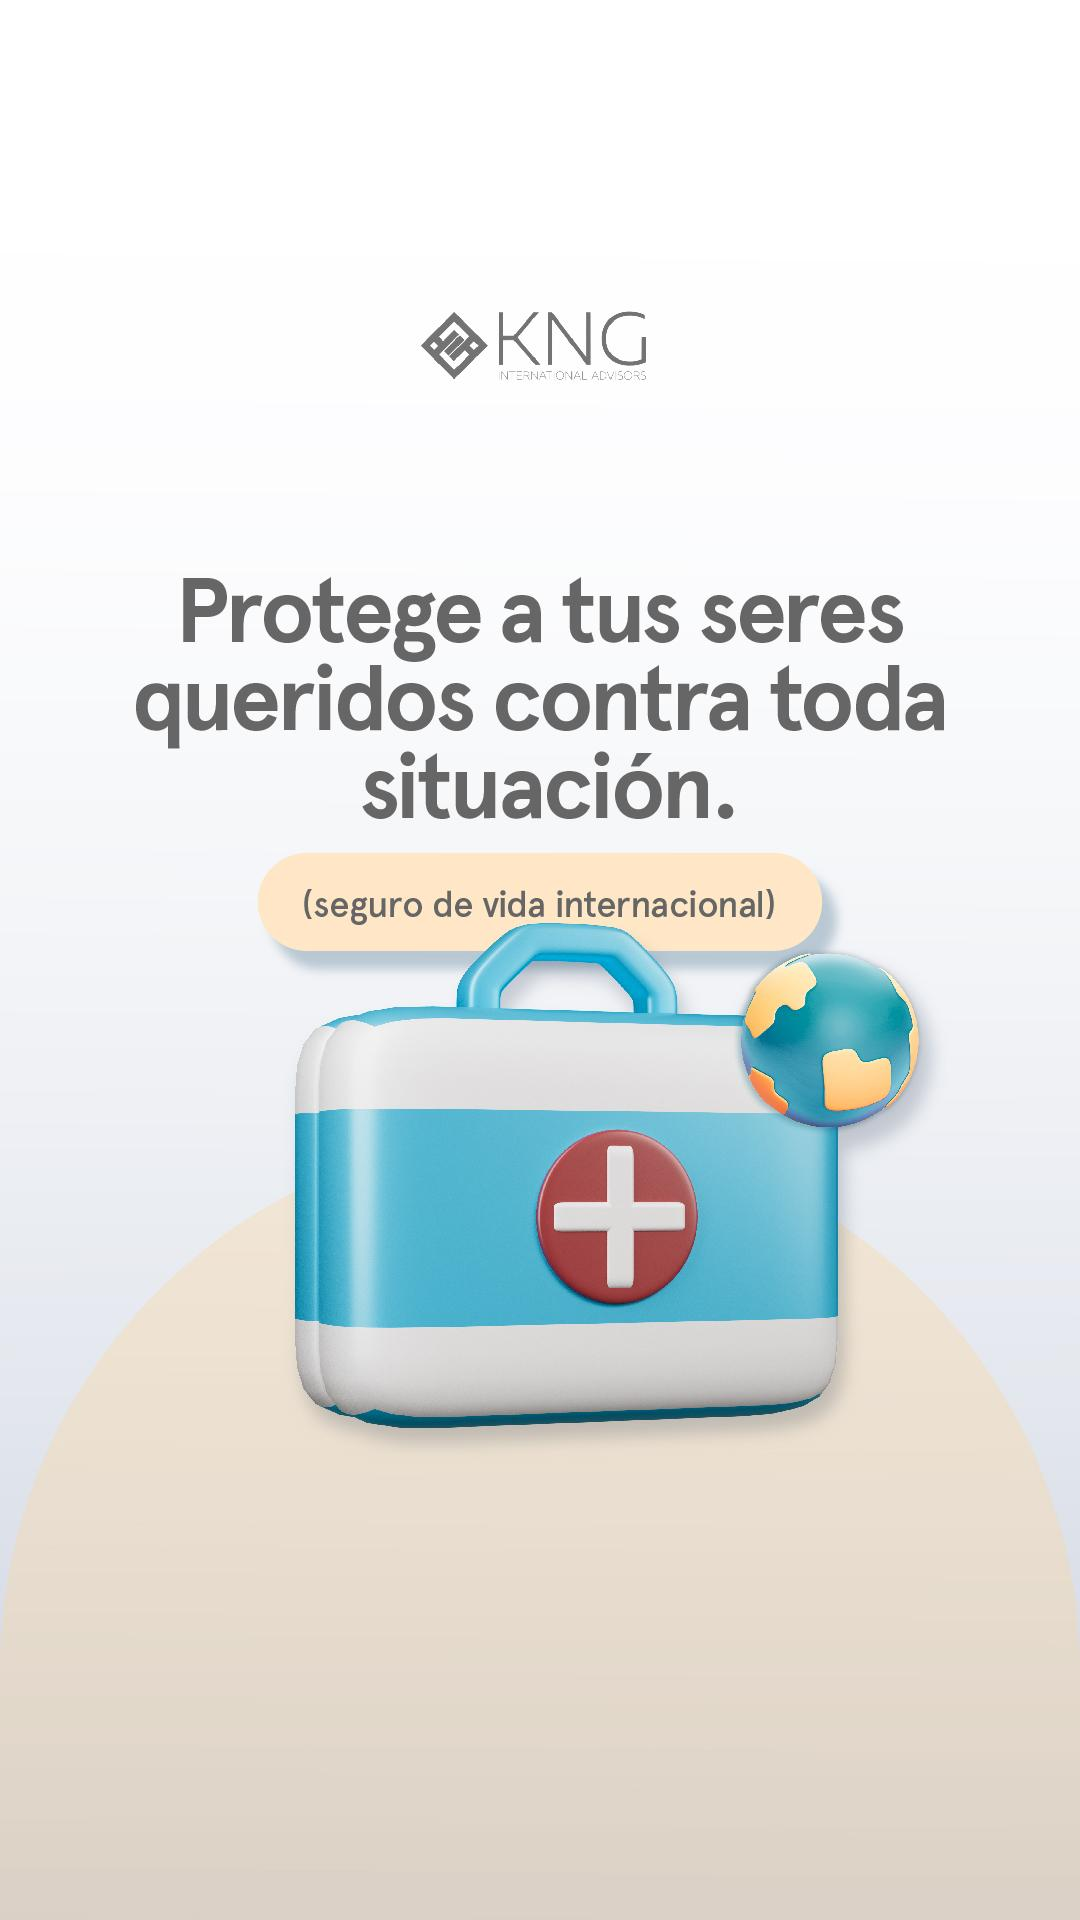 KNG
INTERNATIONAL ADVISORS
Protege a tus seres
queridos contra toda
situación.
(seguro de vida internacional)